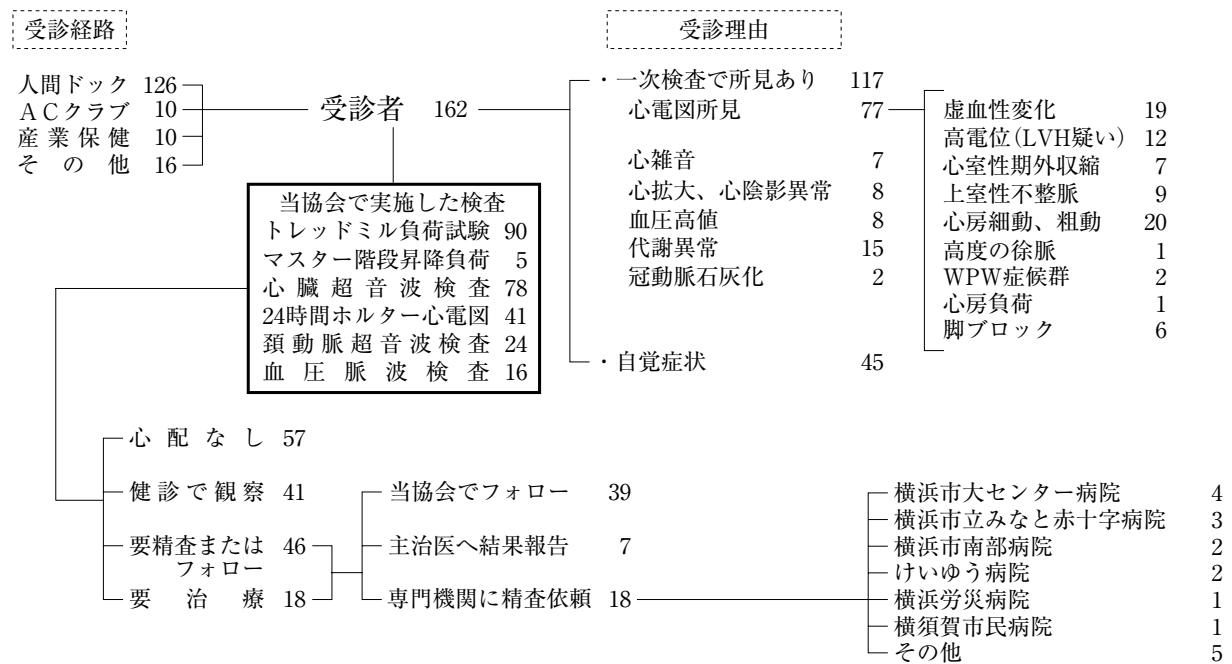 受診経路
人間ドック 126
ACクラブ 10
産業保健 10
その他 16
受診者 162
当協会で実施した検査
トレッドミル負荷試験 90
マスター階段昇降負荷 5
心臓超音波検査 78
24時間ホルター心電図 41
頚動脈超音波検査 24
血圧脈波検査 16
受診理由
・一次検査で所見あり 117
心電図所見 77
心雑音 7
心拡大、心陰影異常 8
血圧高値 8
代謝異常 15
冠動脈石灰化 2
・自覚症状 45
虚血性変化 19
高電位(LVH疑い) 12
心室性期外収縮 7
上室性不整脈 9
心房細動、粗動 20
高度の徐脈 1
WPW症候群 2
心房負荷 1
脚ブロック 6
心配なし 57
健診で観察 41
要精査または 46
フォロー
要治療 18
当協会でフォロー 39
主治医へ結果報告 7
専門機関に精査依頼 18
横浜市大センター病院 4
横浜市立みなと赤十字病院 3
横浜市南部病院 2
けいゆう病院 2
横浜労災病院 1
横須賀市民病院 1
その他 5